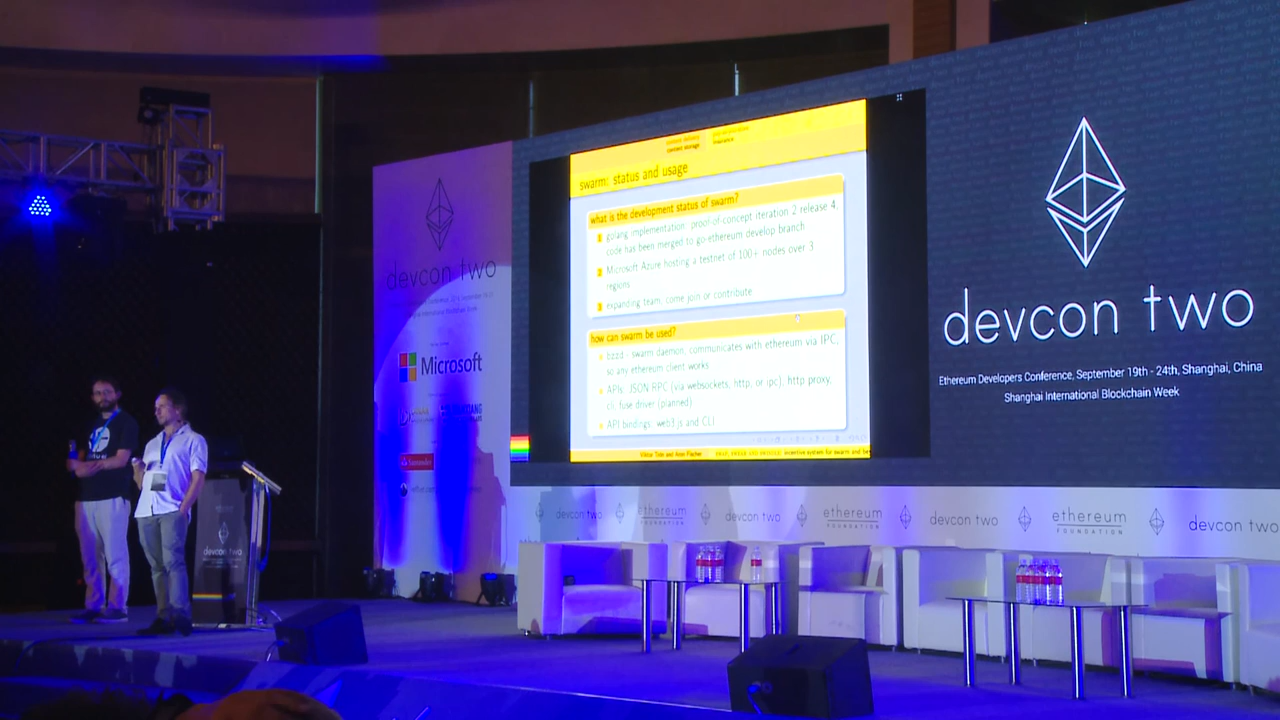 content storage
insurance
swarm: status and usage
what is the development status of swarm?
1 golang implementation: proof-of-concept iteration 2 release 4,
code has been merged to go-ethereum develop branch
2 Microsoft Azure hosting a testnet of 100+ nodes over 3
regions
3 expanding team, come join or contribute
how can swarm be used?
bzzd - swarm daemon, communicates with ethereum via IPC,
so any ethereum client works
APIs: JSON RPC (via websockets, http, or ipc), http proxy,
cli, fuse driver (planned)
API bindings: web3.js and CLI
devcon two
Ethereum Developers Conference, September 19th - 24th, Shanghai, China
Shanghai International Blockchain Week
devcon two
Microsoft
Santander
devcon two
devcon two
ethereum
FOUNDATION
devcon two
ethereum
FOUNDATION
devcon two
ethereum
FOUNDATION
devcon two